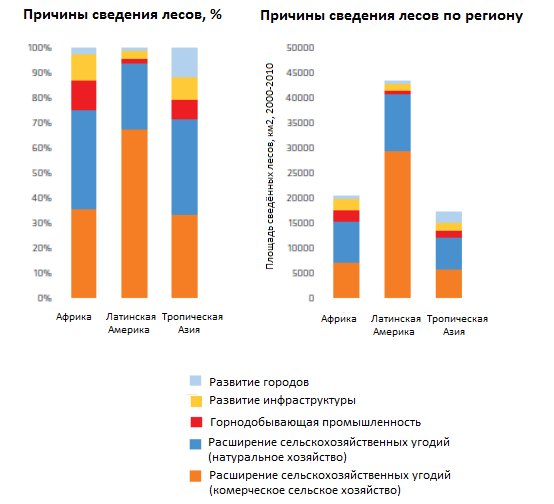 Причины сведения лесов, %
100%
90%
80%
70%
60%
50%
40%
30%
20%
10%
0%
Африка
Латинская
Америка
Тропическая
Азия
Причины сведения лесов по региону
Площадь сведённых лесов, км2, 2000-2010
50000
45000
40000
35000
30000
25000
20000
15000
10000
5000
0
Африка
Латинская
Америка
Тропическая
Азия
Развитие городов
Развитие инфраструктуры
Горнодобывающая промышленность
Расширение сельскохозяйственных угодий
(натуральное хозяйство)
Расширение сельскохозяйственных угодий
(комерческое сельское хозяйство)